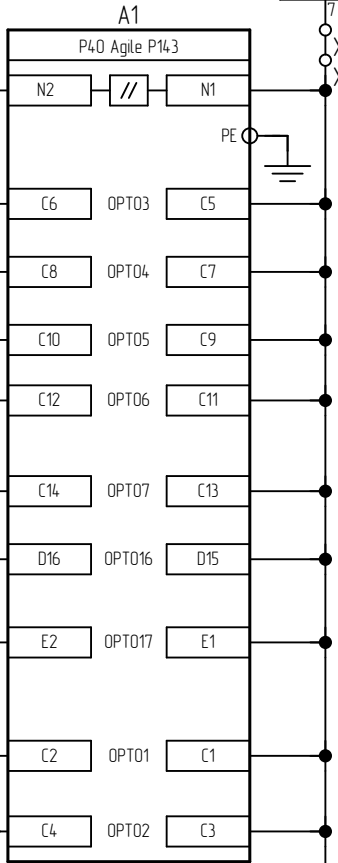 7
A1
P40 Agile P143
N2 // N1
PE
C6 OPTO3 C5
C8 OPTO4 C7
C10 OPTO5 C9
C12 OPTO6 C11
C14 OPTO7 C13
D16 OPTO16 D15
E2 OPTO17 E1
C2 OPTO1 C1
C4 OPTO2 C3